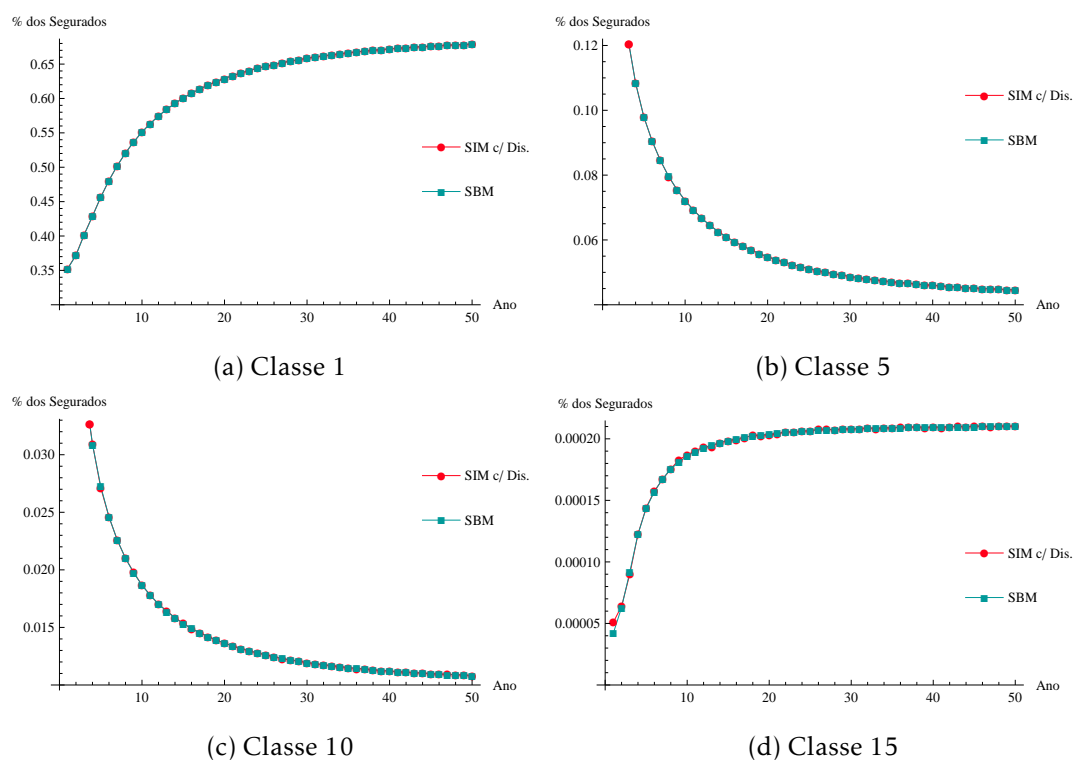 % dos Segurados
0.65
0.60
0.55
0.50
0.45
0.40
0.35
10 20 30 40 50
Ano
SIM c/ Dis.
SBM
(a) Classe 1
% dos Segurados
0.12
0.10
0.08
0.06
10 20 30 40 50
Ano
SIM c/ Dis.
SBM
(b) Classe 5
% dos Segurados
0.030
0.025
0.020
0.015
10 20 30 40 50
Ano
SIM c/ Dis.
SBM
(c) Classe 10
% dos Segurados
0.00020
0.00015
0.00010
0.00005
10 20 30 40 50
Ano
SIM c/ Dis.
SBM
(d) Classe 15